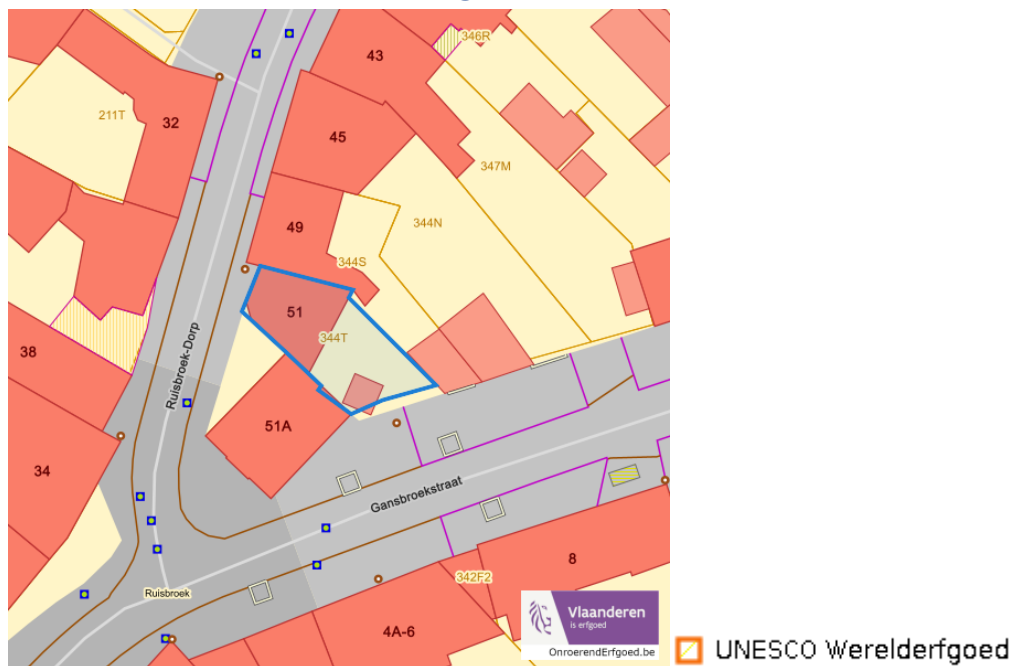 346R
43
211T
32
45
347M
344N
49
344S
51
344T
Ruisbroek-Dorp
38
51A
34
Gansbroekstraat
8
342F2
Ruisbroek
4A-6
Vlaanderen
is erfgoed
OnroerendErfgoed.be
UNESCO Werelderfgoed